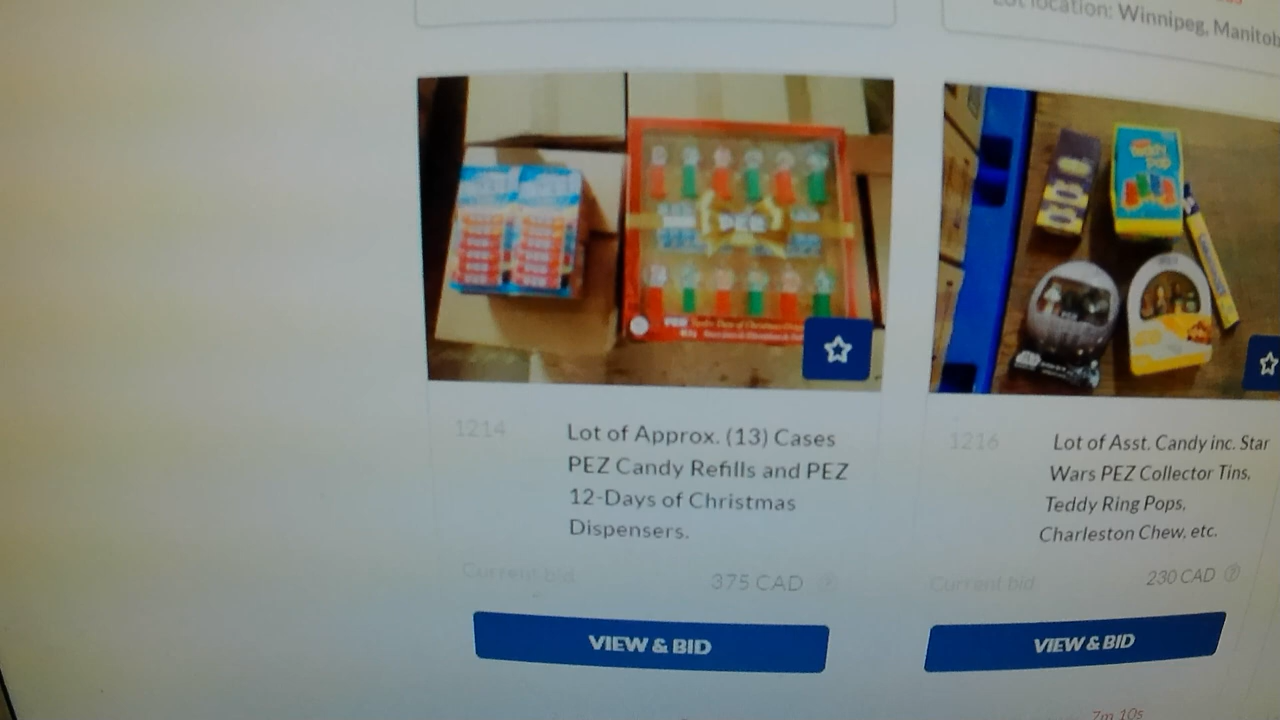 Lot location: Winnipeg, Manitob
PEZ
1214
Lot of Approx. (13) Cases
PEZ Candy Refills and PEZ
12-Days of Christmas
Dispensers.
Current bid:
375 CAD
VIEW & BID
1216
Lot of Asst. Candy inc. Star
Wars PEZ Collector Tins,
Teddy Ring Pops,
Charleston Chew, etc.
Current bid:
230 CAD
VIEW & BID
7m 10s